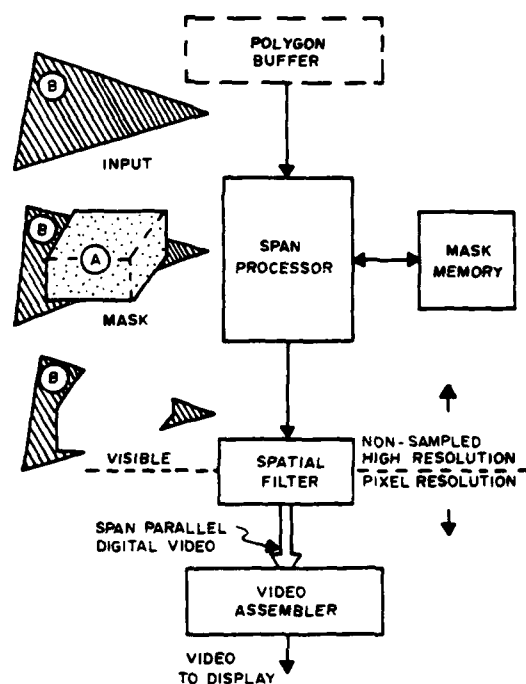 POLYGON
BUFFER
B
INPUT
SPAN
PROCESSOR
MASK
MEMORY
B
A
MASK
B
VISIBLE
SPATIAL
FILTER
NON-SAMPLED
HIGH RESOLUTION
PIXEL RESOLUTION
SPAN PARALLEL
DIGITAL VIDEO
VIDEO
ASSEMBLER
VIDEO
TO DISPLAY